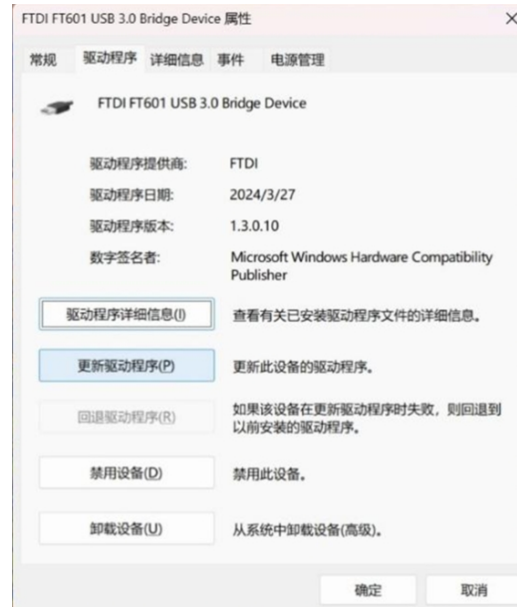 FTDI FT601 USB 3.0 Bridge Device 属性
常规 驱动程序 详细信息 事件 电源管理
FTDI FT601 USB 3.0 Bridge Device
驱动程序提供商: FTDI
驱动程序日期: 2024/3/27
驱动程序版本: 1.3.0.10
数字签名者: Microsoft Windows Hardware Compatibility
Publisher
驱动程序详细信息(I) 查看有关已安装驱动程序文件的详细信息。
更新驱动程序(P) 更新此设备的驱动程序。
回退驱动程序(R) 如果该设备在更新驱动程序时失败，则回退到
以前安装的驱动程序。
禁用设备(D) 禁用此设备。
卸载设备(U) 从系统中卸载设备(高级)。
确定 取消